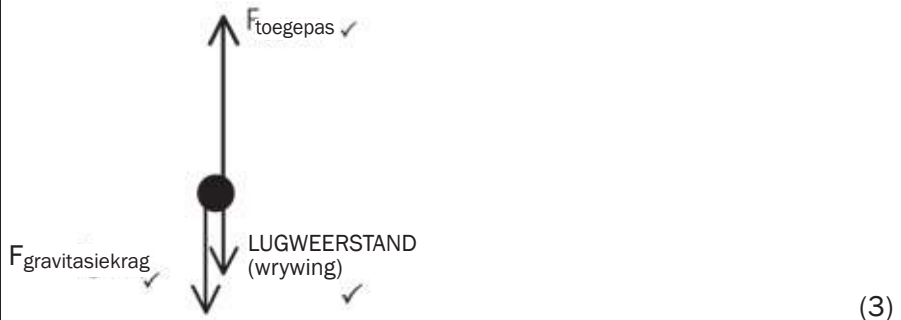 Ftoegepas ✓
LUGWEERSTAND
(wrywing)
Fgravitasiekrag
✓ ✓
(3)